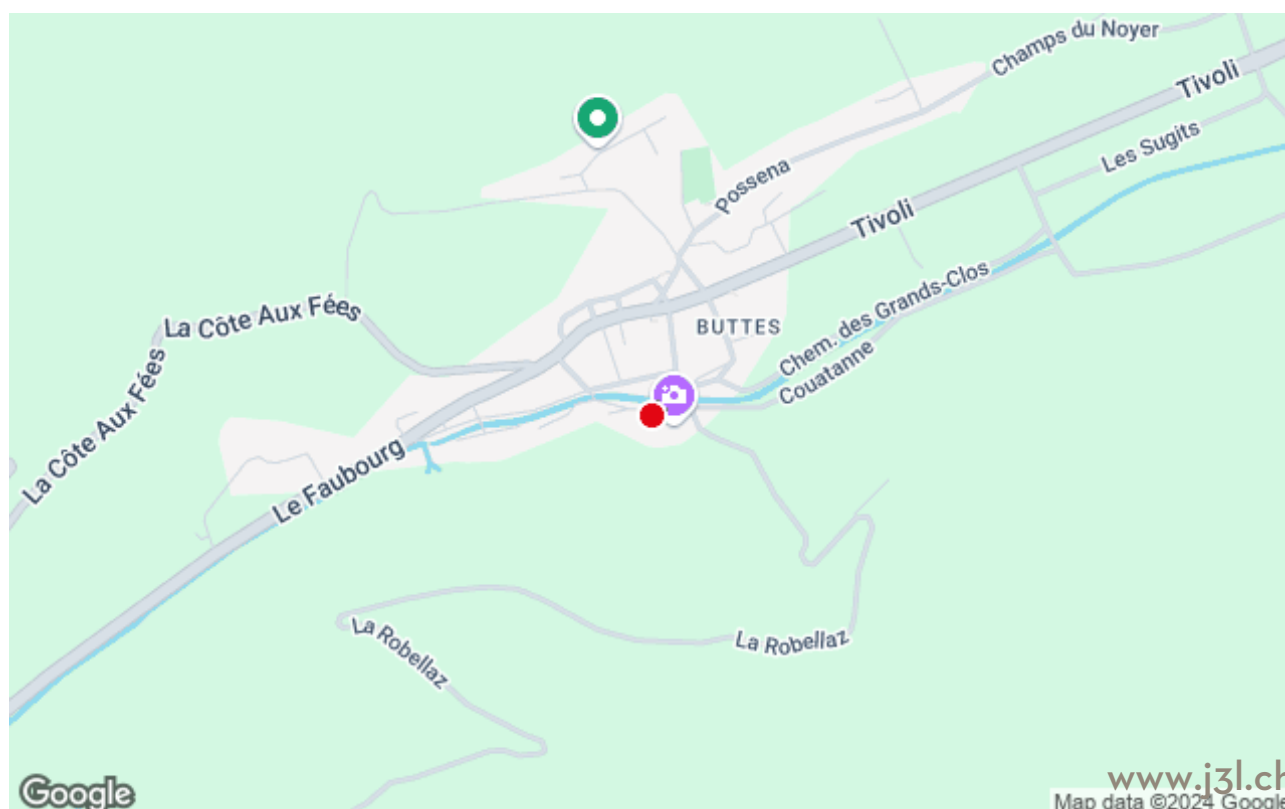 Champs du Noyer
Tivoli
Les Sugits
Possena
Tivoli
Chem. des Grands-Clos
La Côte Aux Fées
BUTTES
Couatanne
La Côte Aux Fées
Le Faubourg
La Robellaz
La Robellaz
www.j3l.ch
Google
Map data ©2024 Google